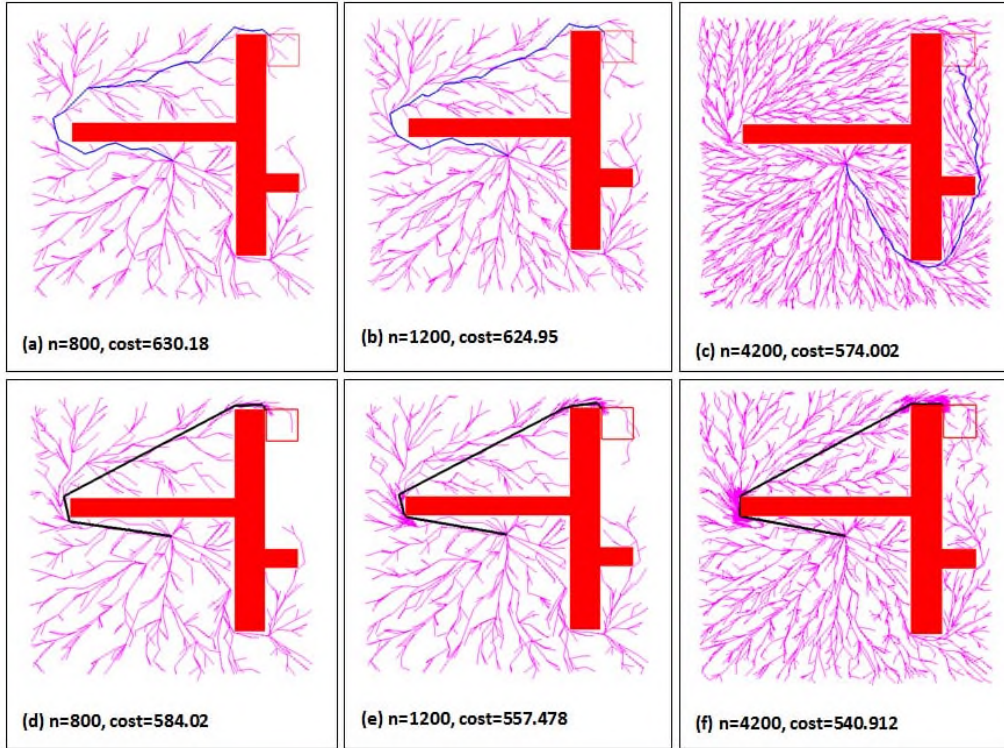 (a) n=800, cost=630.18
(b) n=1200, cost=624.95
(c) n=4200, cost=574.002
(d) n=800, cost=584.02
(e) n=1200, cost=557.478
(f) n=4200, cost=540.912